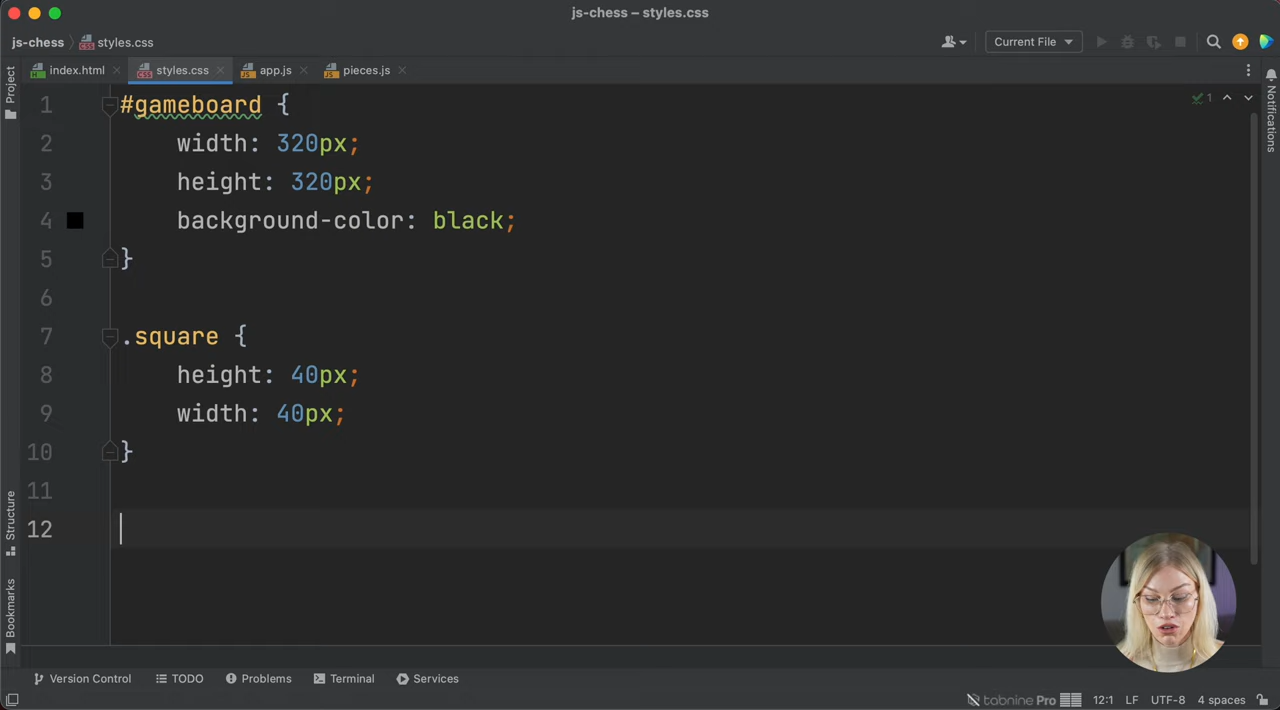 js-chess – styles.css
js-chess styles.css Current File
index.html styles.css app.js pieces.js
Project
Notifications
1 #gameboard { 1
2 width: 320px;
3 height: 320px;
4 background-color: black;
5 }
6
7 .square {
8 height: 40px;
9 width: 40px;
10 }
11
12
Structure
Bookmarks
Version Control TODO Problems Terminal Services
tabnine Pro 12:1 LF UTF-8 4 spaces